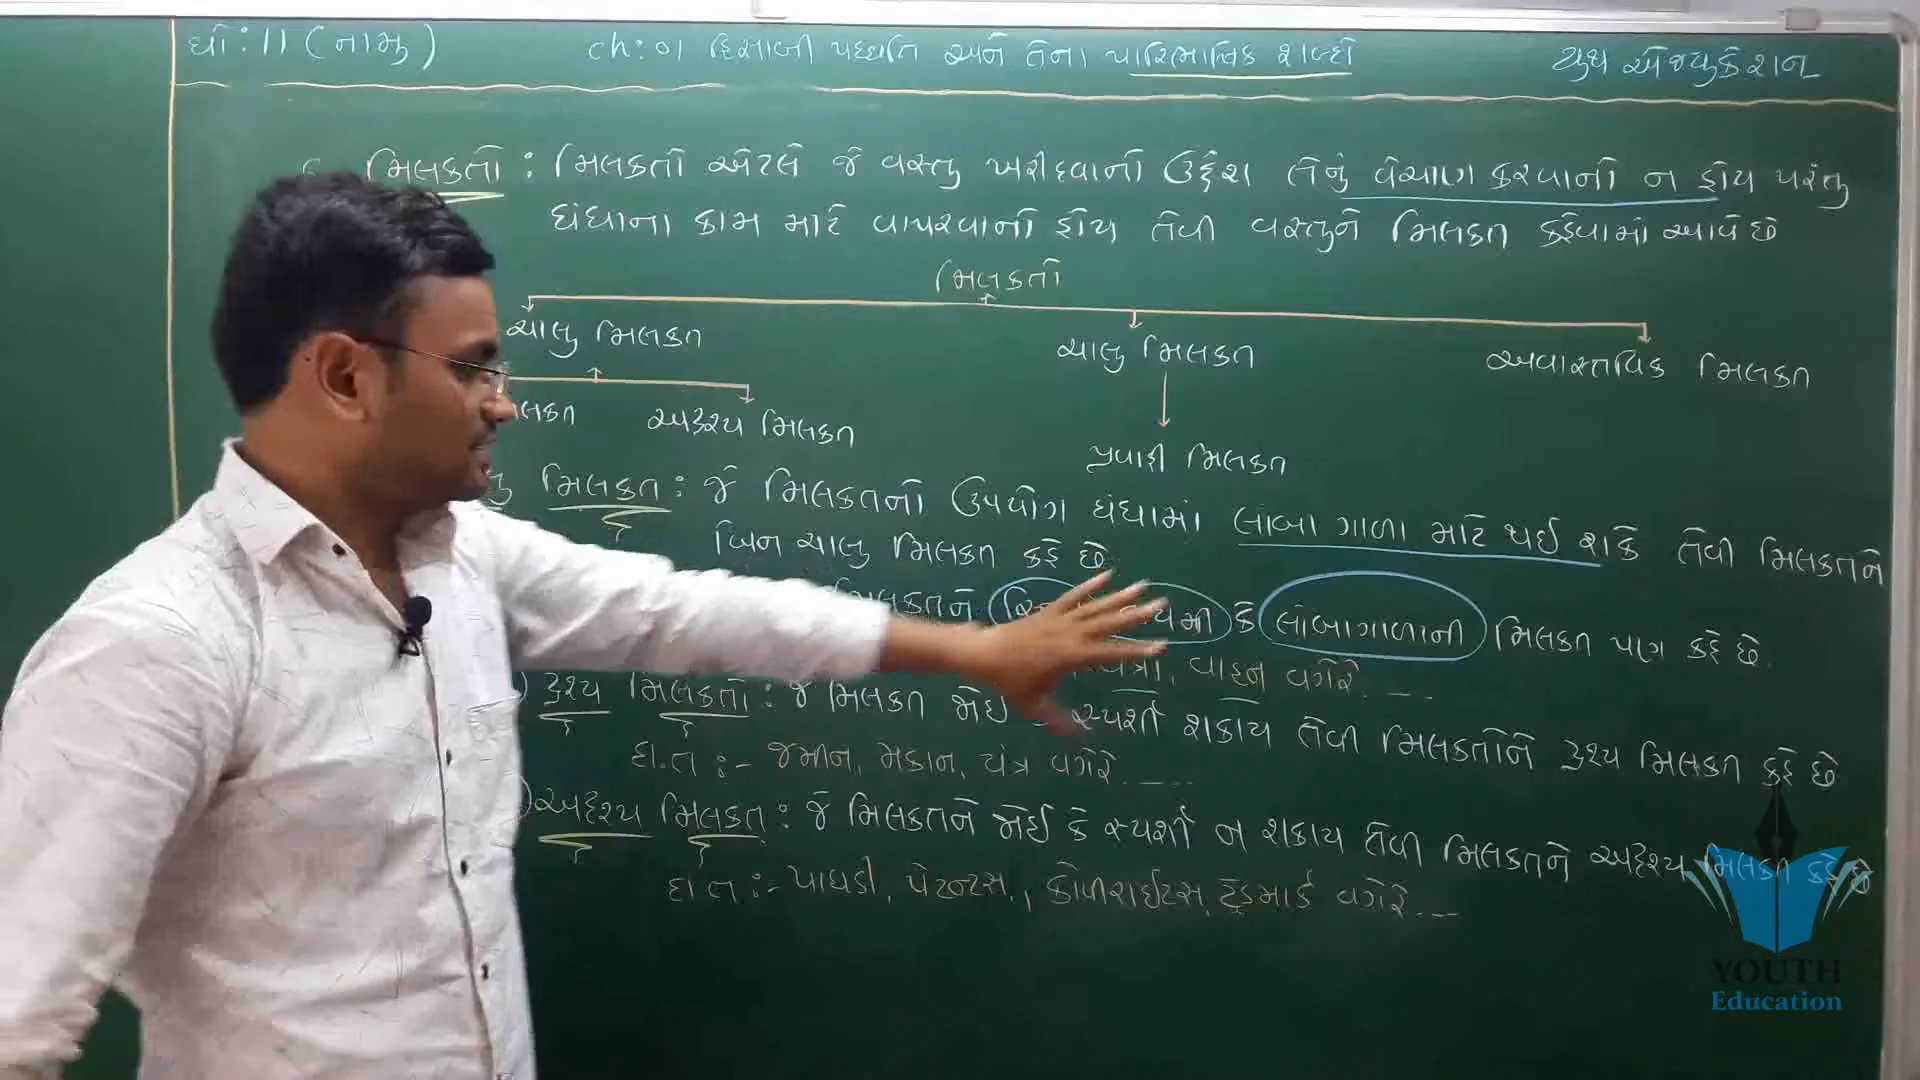 ધો : 11 (નામુ) ch : 01 હિસાબી પધ્ધતિ અને તેના પારિભાષિક શબ્દો યુથ એજ્યુકેશન
મિલકતો : મિલકતો એટલે જે વસ્તુ ખરીદવાનો ઉદ્દેશ તેનું વેચાણ કરવાનો ન હોય પરંતુ
ધંધાના કામ માટે વાપરવાનો હોય તેવી વસ્તુને મિલકત કહેવામાં આવે છે
મિલકતો
ચાલુ મિલકત ચાલુ મિલકત અવાસ્તવિક મિલકત
અદ્રશ્ય મિલકત
પ્રવાહી મિલકત
મિલકત : જે મિલકતનો ઉપયોગ ધંધામાં લાંબા ગાળા માટે થઈ શકે તેવી મિલકતને
બિન ચાલુ મિલકત કહે છે
કે લાંબાગાળાની મિલકત પણ કહે છે.
વાહન વગેરે....
દ્રશ્ય મિલકતો : જે મિલકત જોઇ સ્પર્શી શકાય તેવી મિલકતોને દ્રશ્ય મિલકત કહે છે
દા.ત :- જમીન, મકાન, યંત્ર વગેરે.....
અદ્રશ્ય મિલકત : જે મિલકતને જોઈ કે સ્પર્શી ન શકાય તેવી મિલકતને અદ્રશ્ય મિલકત કહે છે
દા.ત. :- પાઘડી, પેટન્ટસ, કોપીરાઈટસ, ટ્રેડમાર્ક વગેરે....
YOUTH
Education